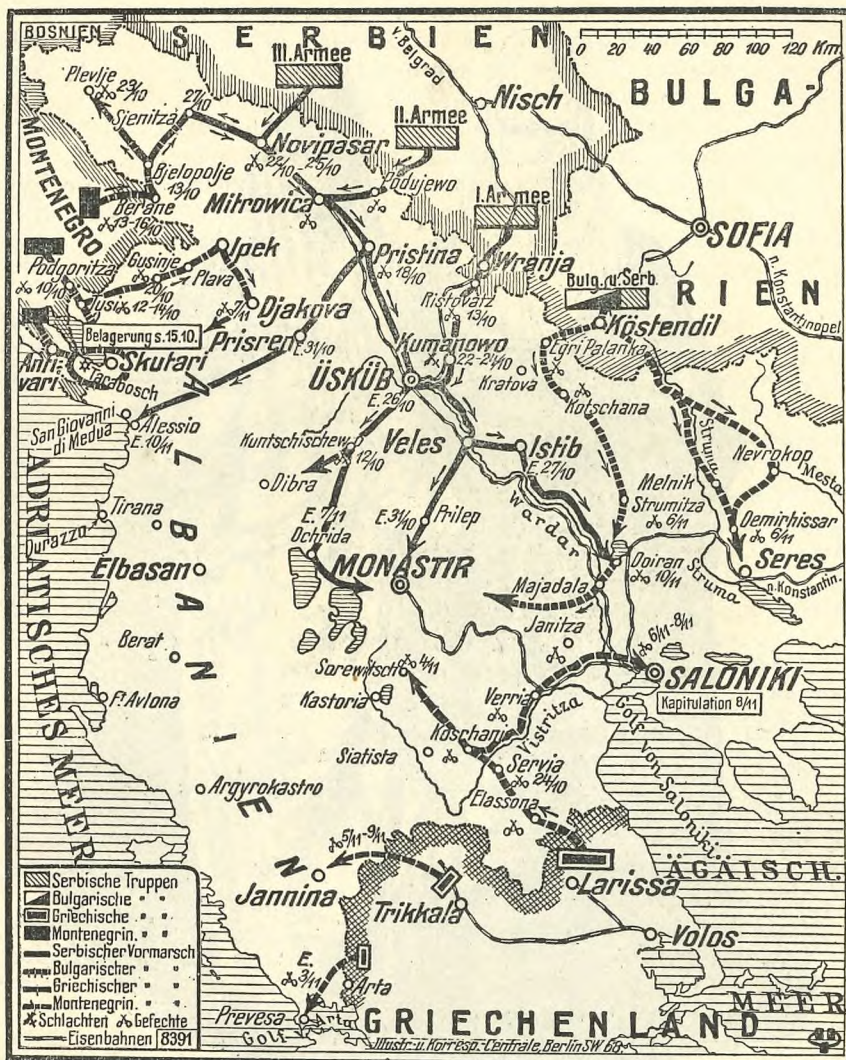 BOSNIEN
SERBIEN
0 20 40 60 80 100 120 Km.
BULGA-
RIEN
v. Belgrad
Nisch
III. Armee
II. Armee
I. Armee
Plevlje
23/10
Sjenitza
27/10
Novipasar
22/10 - 25/10
MONTENEGRO
Bjelopolje
13/10
Berane
13-16/10
Mitrowica
Podujewo
SOFIA
n. Konstantinopel
Ipek
Gusinje
20/10
Plava
Pristina
18/10
Wranja
Ristovatz
13/10
Bulg. u. Serb.
Köstendil
Egri Palanka
Podgoritza
10/10
Tusi
12-14/10
Djakova
7/11
Belagerung s. 15.10.
Prisren
E. 31/10
Kumanowo
22-24/10
Kratova
Kotschana
Antivari
Skutari
Tarabosch
ÜSKÜB
E. 26/10
San Giovanni
di Medua
Alessio
E. 10/11
Kuntschischewo
12/10
Veles
Istib
E. 27/10
Struma
Nevrokop
Mesta
Dibra
Melnik
Strumitza
6/11
Demirhissar
6/11
ADRIATISCHES MEER
ALBANIEN
Tirana
Durazzo
E. 7/11
Ochrida
E. 31/10
Prilep
Wardar
Elbasan
MONASTIR
Doiran
10/11
Struma
Seres
n. Konstantin.
Majadala
Janitza
Berat
Sorewitsch
4/11
6/11-8/11
SALONIKI
Kapitulation 8/11
Ft. Avlona
Kastoria
Verria
Koschani
Vistritza
Golf von Saloniki
Siatista
Servia
24/10
Argyrokastro
Elassona
5/11-9/11
ÄGÄISCH.
MEER
Jannina
Trikkala
Larissa
Volos
E.
3/11
Arta
Prevesa
Golf
Arta
GRIECHENLAND
Serbische Truppen
Bulgarische " "
Griechische " "
Montenegrin. " "
Serbischer Vormarsch
Bulgarischer " "
Griechischer " "
Montenegrin. " "
Schlachten Gefechte
Eisenbahnen 8391
Illustr.-u. Korresp.-Centrale, Berlin SW 68